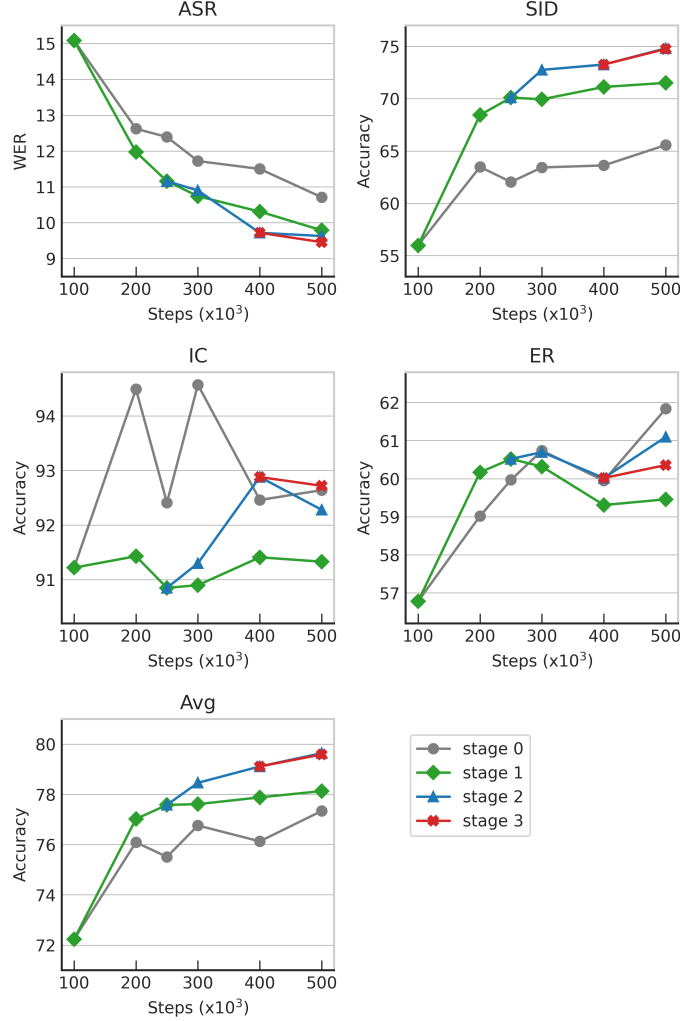 ASR
WER
15
14
13
12
11
10
9
100 200 300 400 500
Steps (x10³)
SID
Accuracy
75
70
65
60
55
100 200 300 400 500
Steps (x10³)
IC
Accuracy
94
93
92
91
100 200 300 400 500
Steps (x10³)
ER
Accuracy
62
61
60
59
58
57
100 200 300 400 500
Steps (x10³)
Avg
Accuracy
80
78
76
74
72
100 200 300 400 500
Steps (x10³)
stage 0
stage 1
stage 2
stage 3